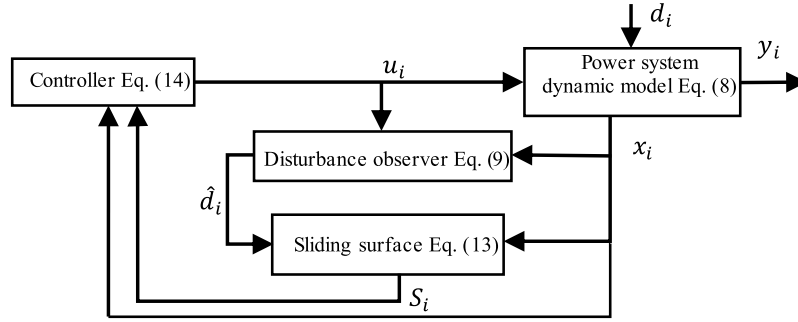 d_i
Controller Eq. (14)
u_i
Power system
dynamic model Eq. (8)
y_i
Disturbance observer Eq. (9)
x_i
d̂_i
Sliding surface Eq. (13)
S_i